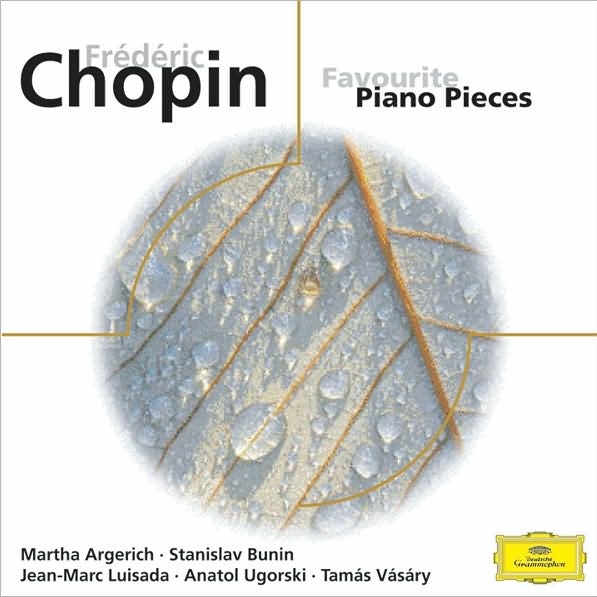 Frédéric
Chopin
Favourite
Piano Pieces
Martha Argerich · Stanislav Bunin
Jean-Marc Luisada · Anatol Ugorski · Tamás Vásáry
Deutsche
Grammophon